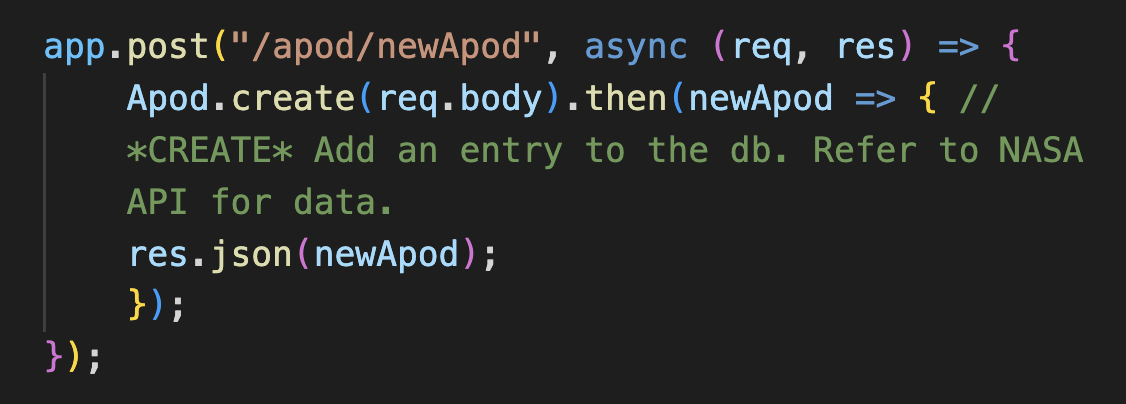 app.post("/apod/newApod", async (req, res) => {
    Apod.create(req.body).then(newApod => { //
    *CREATE* Add an entry to the db. Refer to NASA
    API for data.
    res.json(newApod);
    });
});